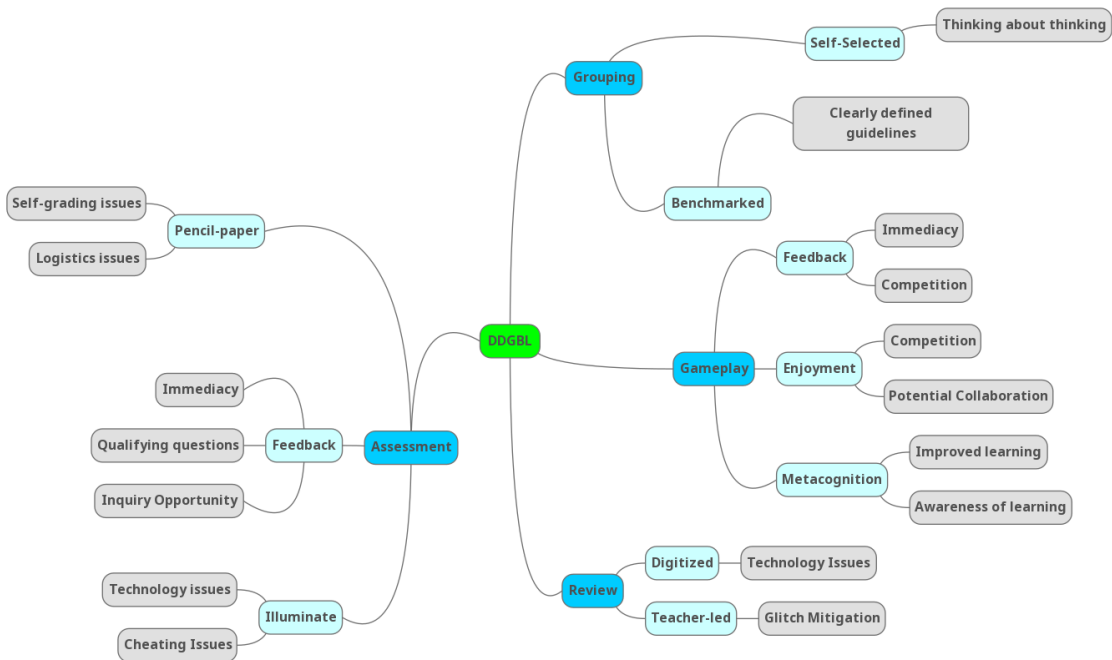 Thinking about thinking
Self-Selected
Grouping
Clearly defined
guidelines
Benchmarked
Self-grading issues
Pencil-paper
Logistics issues
Immediacy
Feedback
Competition
DDGBL
Competition
Gameplay
Enjoyment
Potential Collaboration
Immediacy
Qualifying questions
Feedback
Assessment
Inquiry Opportunity
Improved learning
Metacognition
Awareness of learning
Digitized
Technology Issues
Review
Teacher-led
Glitch Mitigation
Technology issues
Illuminate
Cheating Issues